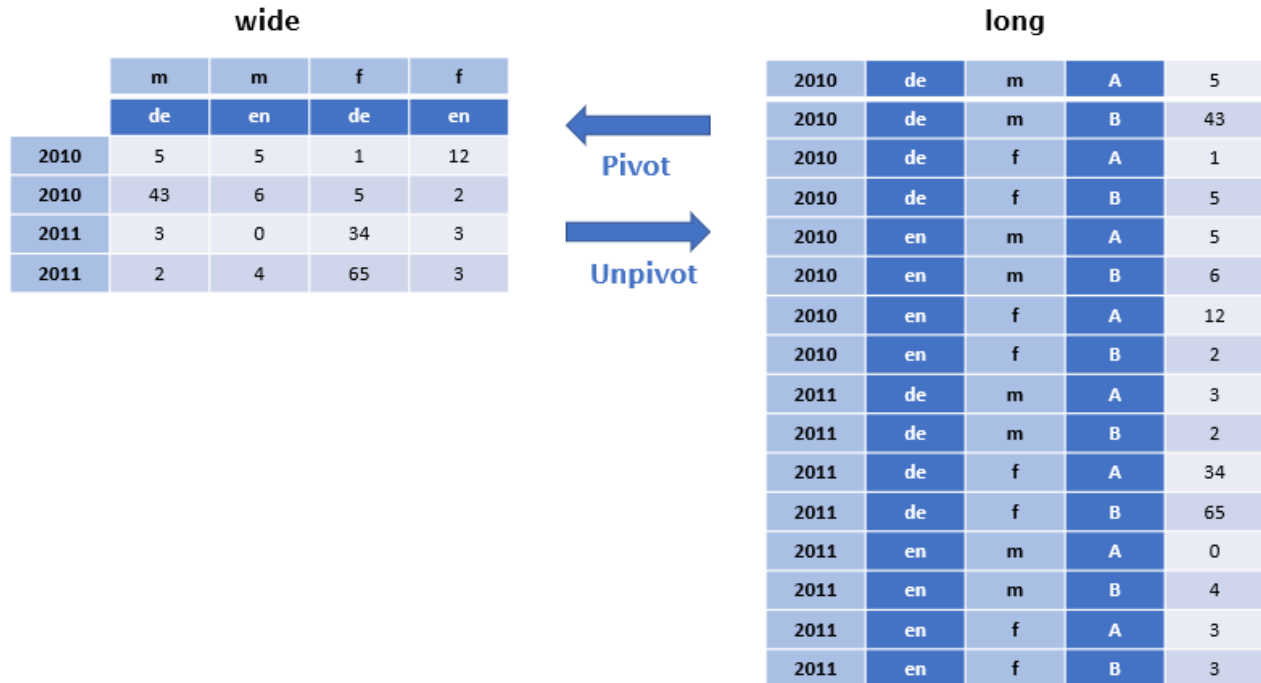 wide
m m f f
de en de en
2010 5 5 1 12
2010 43 6 5 2
2011 3 0 34 3
2011 2 4 65 3
Pivot
Unpivot
long
2010 de m A 5
2010 de m B 43
2010 de f A 1
2010 de f B 5
2010 en m A 5
2010 en m B 6
2010 en f A 12
2010 en f B 2
2011 de m A 3
2011 de m B 2
2011 de f A 34
2011 de f B 65
2011 en m A 0
2011 en m B 4
2011 en f A 3
2011 en f B 3